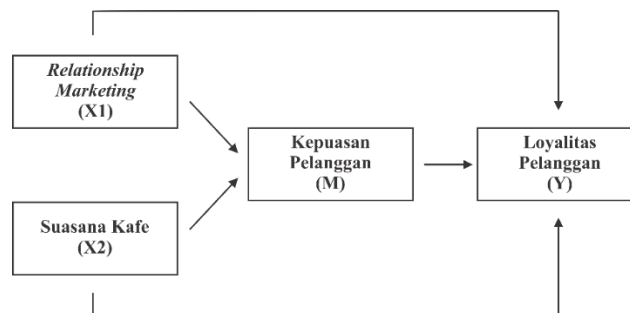 Relationship
Marketing
(X1)
Kepuasan
Pelanggan
(M)
Loyalitas
Pelanggan
(Y)
Suasana Kafe
(X2)